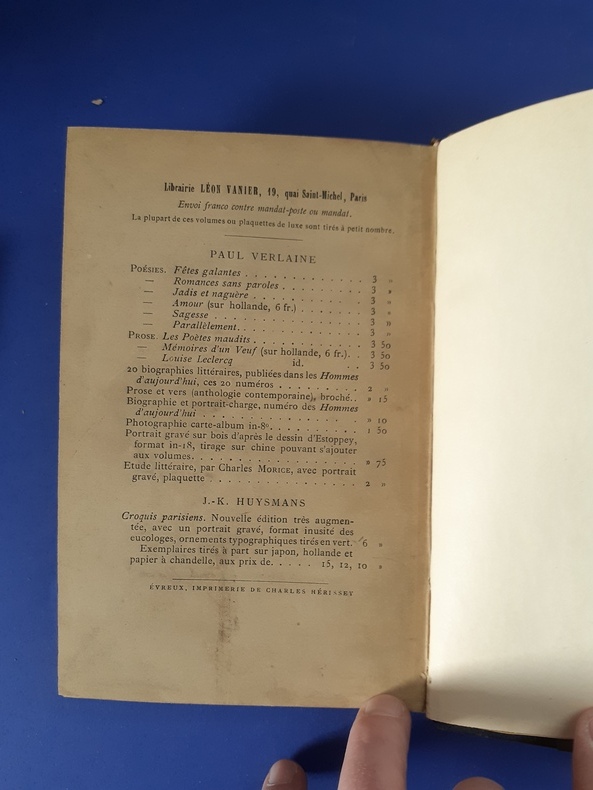 Librairie LÉON VANIER, 19, quai Saint-Michel, Paris
Envoi franco contre mandat-poste ou mandat.
La plupart de ces volumes ou plaquettes de luxe sont tirés à petit nombre.
PAUL VERLAINE
POÉSIES. Fêtes galantes . . . . . . . . . . . . 3 »
— Romances sans paroles . . . . . . . . 3 »
— Jadis et naguère . . . . . . . . . . . 3 »
— Amour (sur hollande, 6 fr.) . . . . . . 3 »
— Sagesse . . . . . . . . . . . . . . 3 »
— Parallèlement. . . . . . . . . . . . 3 »
PROSE. Les Poètes maudits . . . . . . . . . . 3 50
— Mémoires d'un Veuf (sur hollande, 6 fr.). . 3 50
— Louise Leclercq id. . . 3 50
20 biographies littéraires, publiées dans les Hommes
d'aujourd'hui, ces 20 numéros . . . . . . . . . 2 »
Prose et vers (anthologie contemporaine), broché. . » 15
Biographie et portrait-charge, numéro des Hommes
d'aujourd'hui . . . . . . . . . . . . . . » 10
Photographie carte-album in-8º. . . . . . . . . . 1 50
Portrait gravé sur bois d'après le dessin d'Estoppey,
format in-18, tirage sur chine pouvant s'ajouter
aux volumes. . . . . . . . . . . . . . . . » 75
Etude littéraire, par Charles MORICE, avec portrait
gravé, plaquette . . . . . . . . . . . . . . 2 »
J.-K. HUYSMANS
Croquis parisiens. Nouvelle édition très augmen-
tée, avec un portrait gravé, format inusité des
eucologes, ornements typographiques tirés en vert. 6 »
Exemplaires tirés à part sur japon, hollande et
papier à chandelle, aux prix de. . . . . 15, 12, 10 »
ÉVREUX, IMPRIMERIE DE CHARLES HÉRISSEY